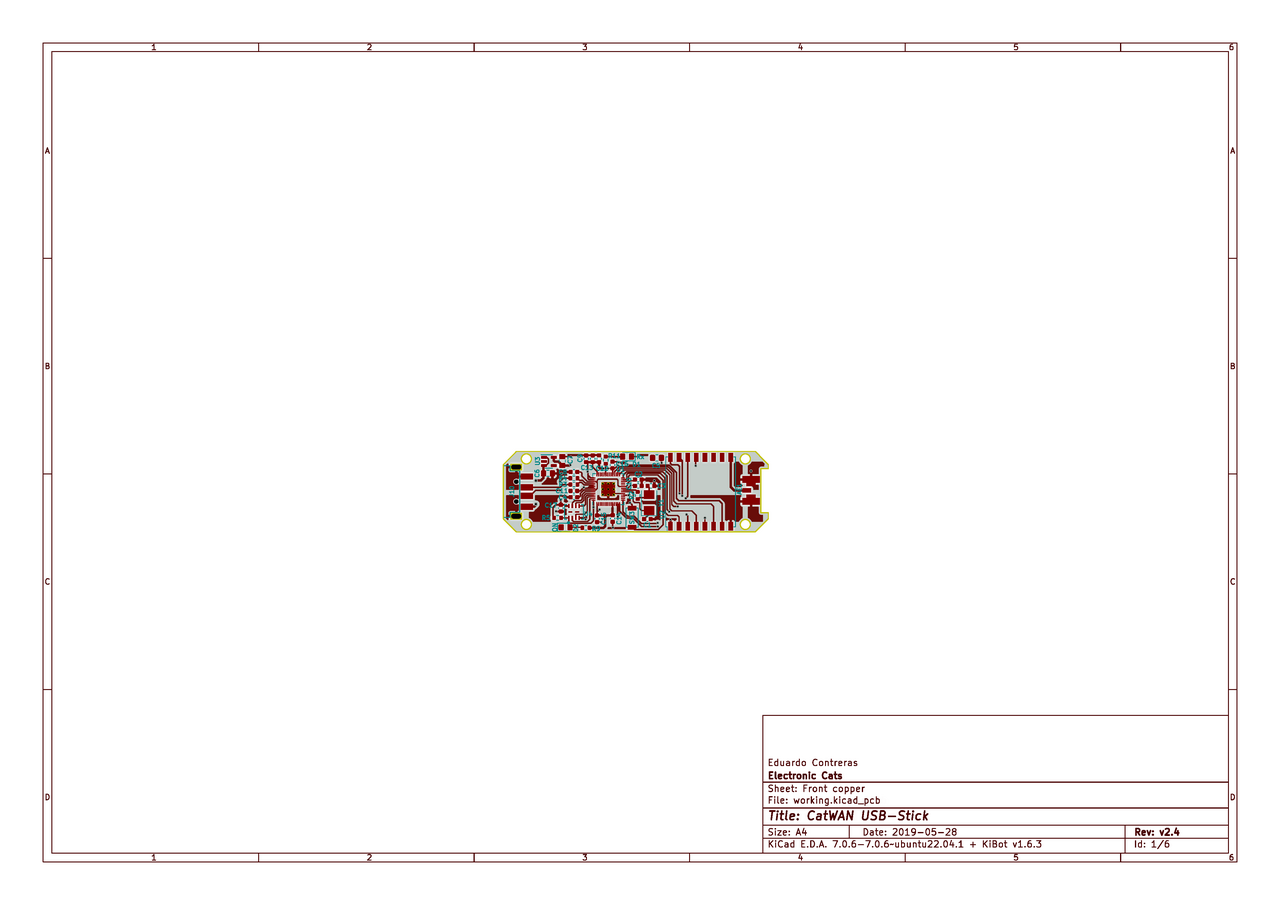 1 2 3 4 5 6
A A
B B
C C
D D
Eduardo Contreras
Electronic Cats
Sheet: Front copper
File: working.kicad_pcb
Title: CatWAN USB-Stick
Size: A4 Date: 2019-05-28 Rev: v2.4
KiCad E.D.A. 7.0.6-7.0.6~ubuntu22.04.1 + KiBot v1.6.3 Id: 1/6
1 2 3 4 5 6